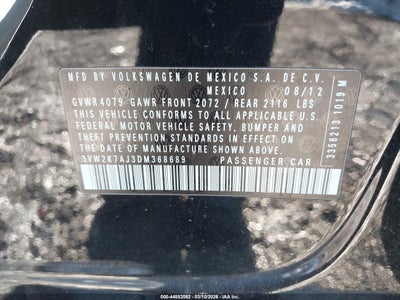 MFD BY VOLKSWAGEN DE MEXICO S.A. DE C.V.
MEXICO 08/12
GVWR 4079 GAWR FRONT 2072 / REAR 2116 LBS
THIS VEHICLE CONFORMS TO ALL APPLICABLE U.S.
FEDERAL MOTOR VEHICLE SAFETY, BUMPER AND
THEFT PREVENTION STANDARDS IN EFFECT ON THE
DATE OF MANUFACTURE SHOWN ABOVE
3VW2K7AJ3DM368689 PASSENGER CAR
3356213 1019 M
000-44552082 - 03/10/2026 - IAA Inc.